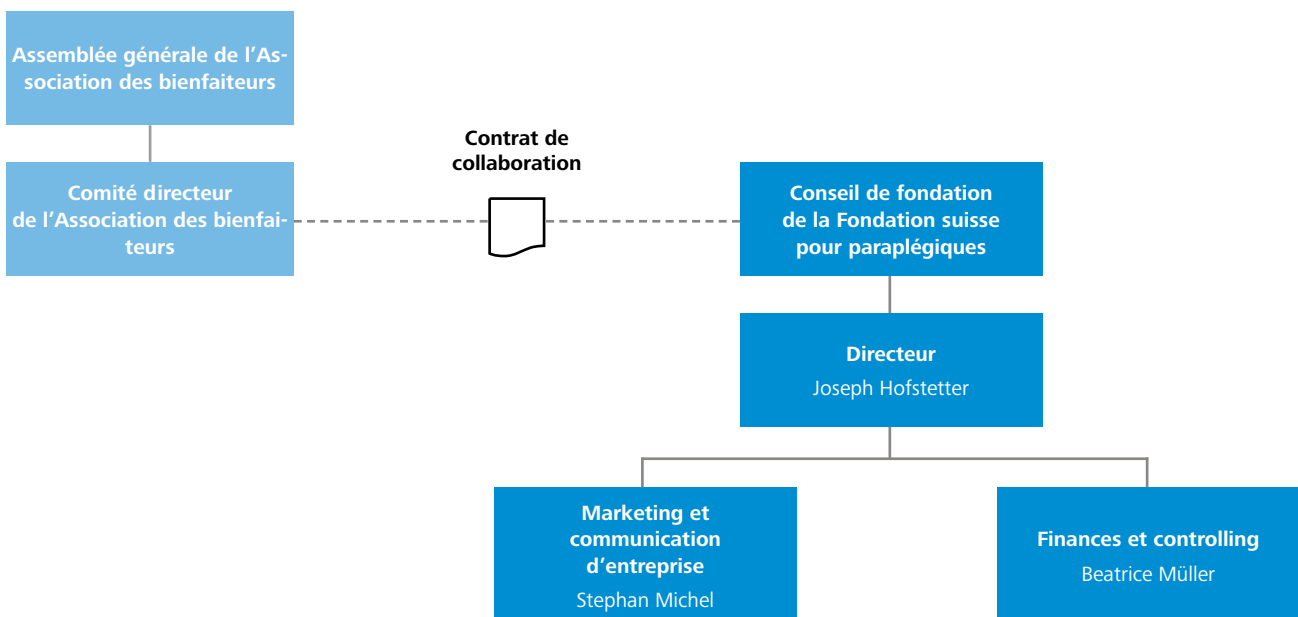 Assemblée générale de l'As-
sociation des bienfaiteurs
Contrat de
collaboration
Comité directeur
de l'Association des bienfai-
teurs
Conseil de fondation
de la Fondation suisse
pour paraplégiques
Directeur
Joseph Hofstetter
Marketing et
communication
d'entreprise
Stephan Michel
Finances et controlling
Beatrice Müller